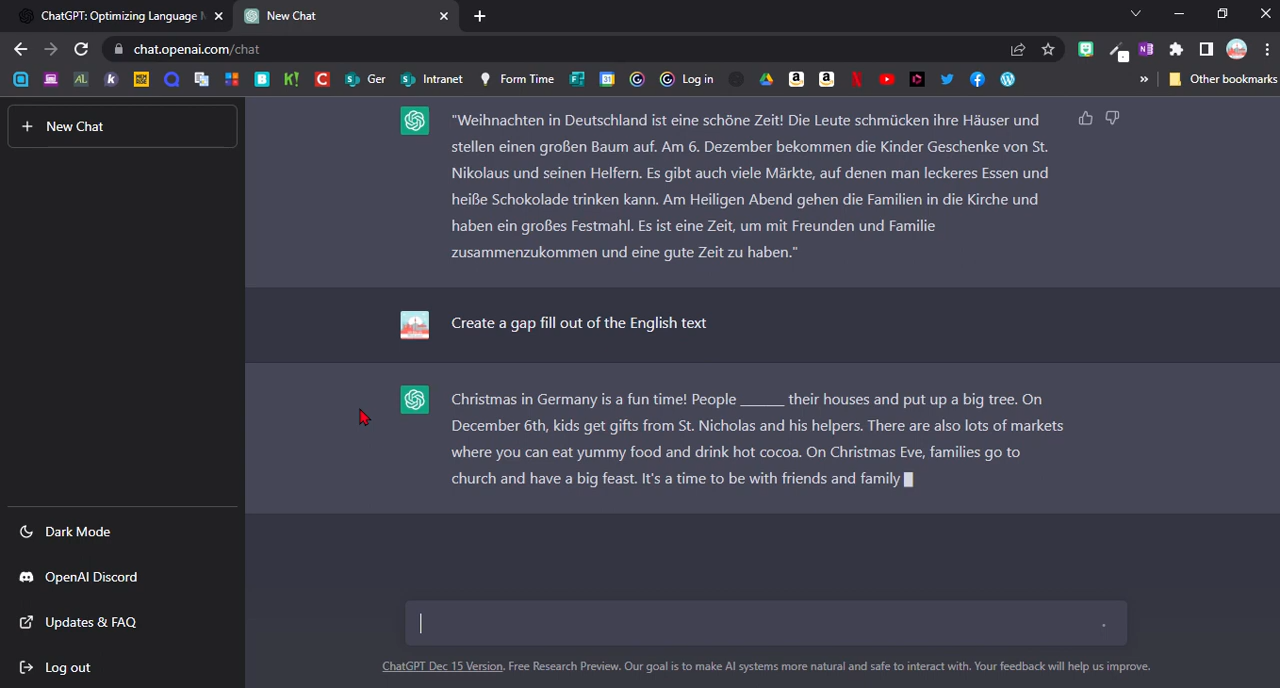 ChatGPT: Optimizing Language
New Chat
chat.openai.com/chat
AL
k
K!
C
S Ger
S Intranet
Form Time
31
Log in
a
a
Other bookmarks
New Chat
"Weihnachten in Deutschland ist eine schöne Zeit! Die Leute schmücken ihre Häuser und
stellen einen großen Baum auf. Am 6. Dezember bekommen die Kinder Geschenke von St.
Nikolaus und seinen Helfern. Es gibt auch viele Märkte, auf denen man leckeres Essen und
heiße Schokolade trinken kann. Am Heiligen Abend gehen die Familien in die Kirche und
haben ein großes Festmahl. Es ist eine Zeit, um mit Freunden und Familie
zusammenzukommen und eine gute Zeit zu haben."
Create a gap fill out of the English text
Christmas in Germany is a fun time! People ______ their houses and put up a big tree. On
December 6th, kids get gifts from St. Nicholas and his helpers. There are also lots of markets
where you can eat yummy food and drink hot cocoa. On Christmas Eve, families go to
church and have a big feast. It's a time to be with friends and family
Dark Mode
OpenAI Discord
Updates & FAQ
Log out
ChatGPT Dec 15 Version. Free Research Preview. Our goal is to make AI systems more natural and safe to interact with. Your feedback will help us improve.